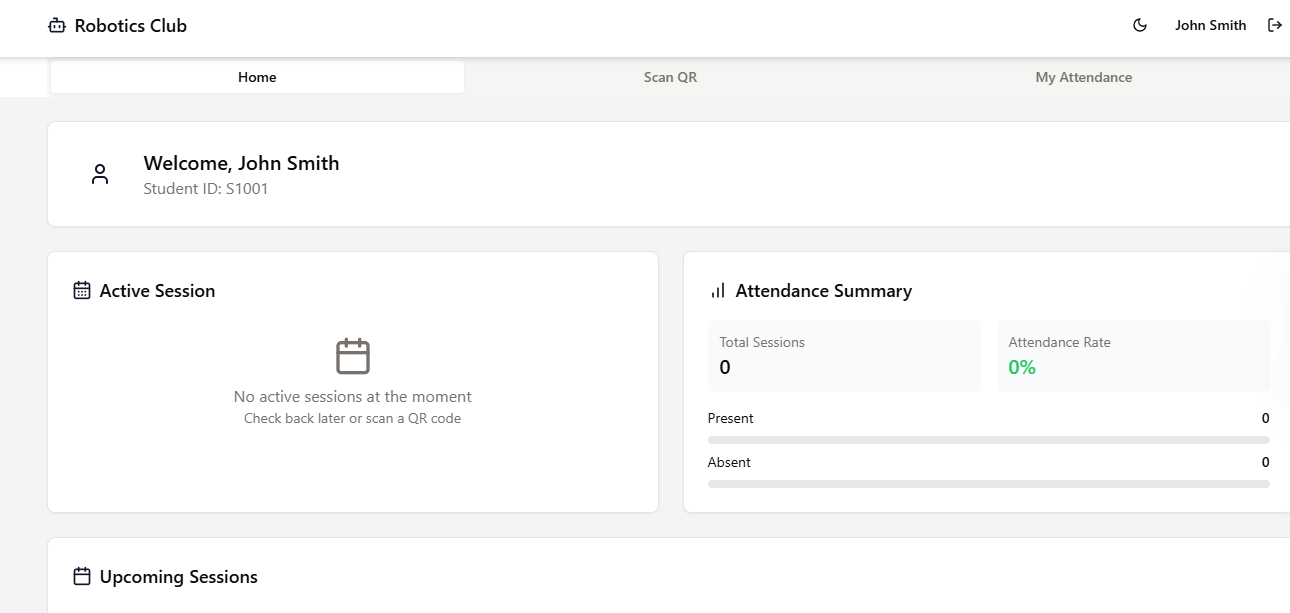 Robotics Club
John Smith
Home
Scan QR
My Attendance
Welcome, John Smith
Student ID: S1001
Active Session
No active sessions at the moment
Check back later or scan a QR code
Attendance Summary
Total Sessions
0
Attendance Rate
0%
Present 0
Absent 0
Upcoming Sessions